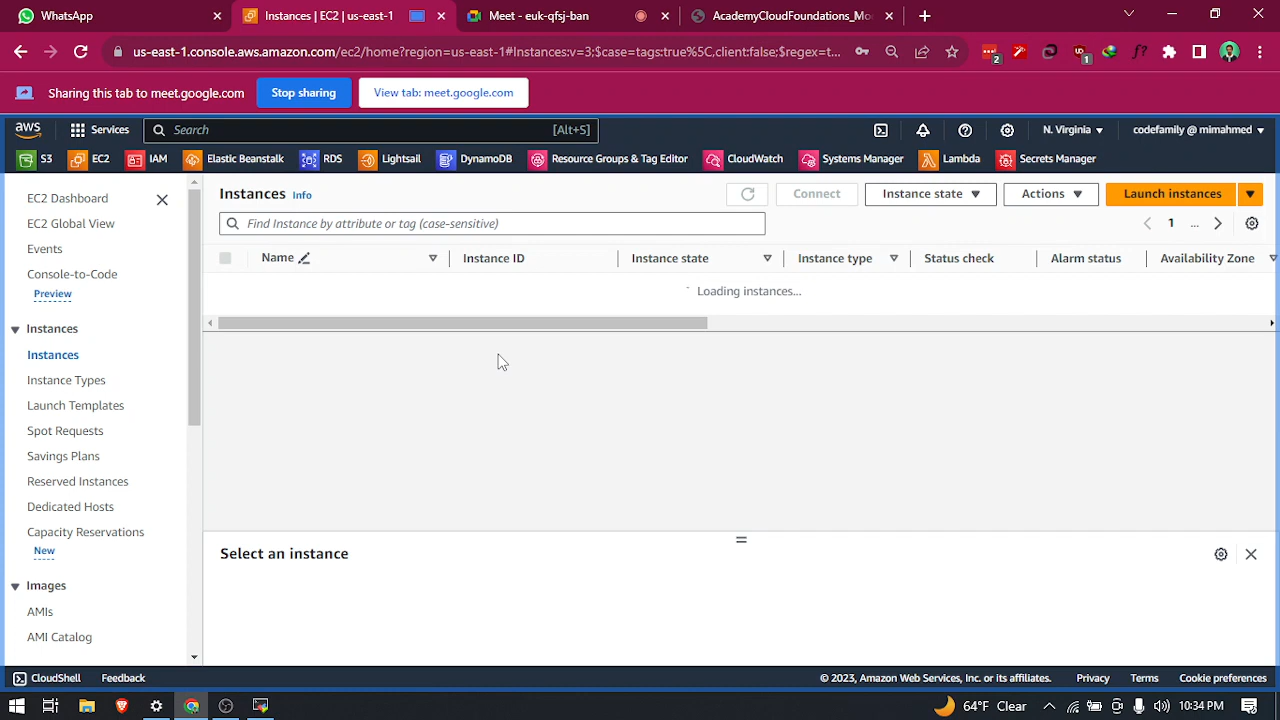 WhatsApp
Instances | EC2 | us-east-1
Meet - euk-qfsj-ban
AcademyCloudFoundations_Mo
us-east-1.console.aws.amazon.com/ec2/home?region=us-east-1#Instances:v=3;$case=tags:true%5C,client:false;$regex=t...
2
1
f?
Sharing this tab to meet.google.com
Stop sharing
View tab: meet.google.com
aws
Services
Search
[Alt+S]
N. Virginia
codefamily @ mimahmed
S3
EC2
IAM
Elastic Beanstalk
RDS
Lightsail
DynamoDB
Resource Groups & Tag Editor
CloudWatch
Systems Manager
Lambda
Secrets Manager
EC2 Dashboard
EC2 Global View
Events
Console-to-Code
Preview
Instances
Instances
Instance Types
Launch Templates
Spot Requests
Savings Plans
Reserved Instances
Dedicated Hosts
Capacity Reservations
New
Images
AMIs
AMI Catalog
Instances Info
Connect
Instance state
Actions
Launch instances
Find Instance by attribute or tag (case-sensitive)
1
...
Name
Instance ID
Instance state
Instance type
Status check
Alarm status
Availability Zone
Loading instances...
Select an instance
CloudShell
Feedback
© 2023, Amazon Web Services, Inc. or its affiliates.
Privacy
Terms
Cookie preferences
64°F Clear
10:34 PM